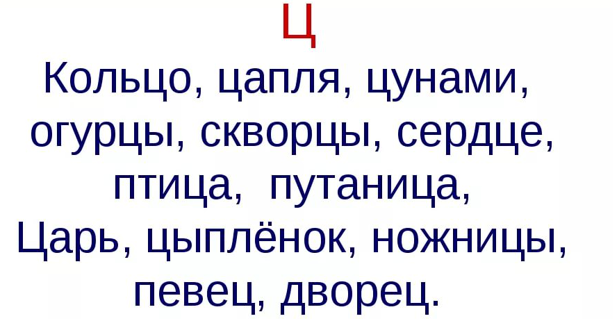 Ц
Кольцо, цапля, цунами,
огурцы, скворцы, сердце,
птица, путаница,
Царь, цыплёнок, ножницы,
певец, дворец.